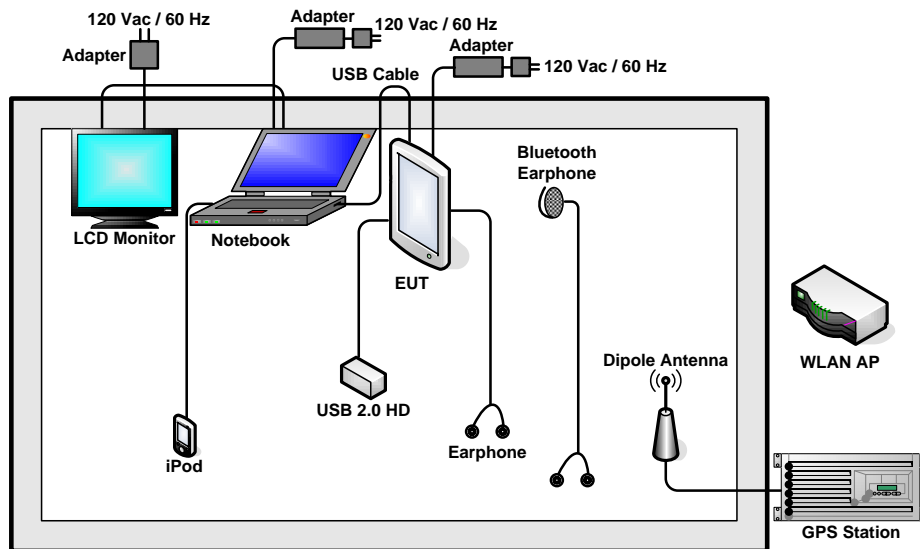 120 Vac / 60 Hz
Adapter
Adapter
120 Vac / 60 Hz
Adapter
120 Vac / 60 Hz
USB Cable
LCD Monitor
Notebook
EUT
Bluetooth
Earphone
WLAN AP
USB 2.0 HD
Dipole Antenna
iPod
Earphone
GPS Station